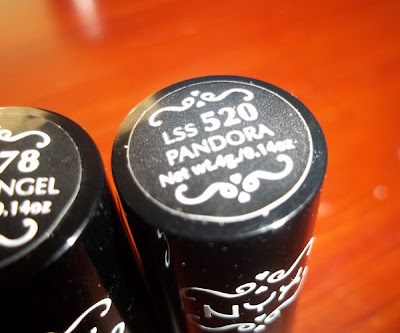 78
NGEL
0.14oz
LSS 520
PANDORA
Net wt.4g/0.14oz
NYX